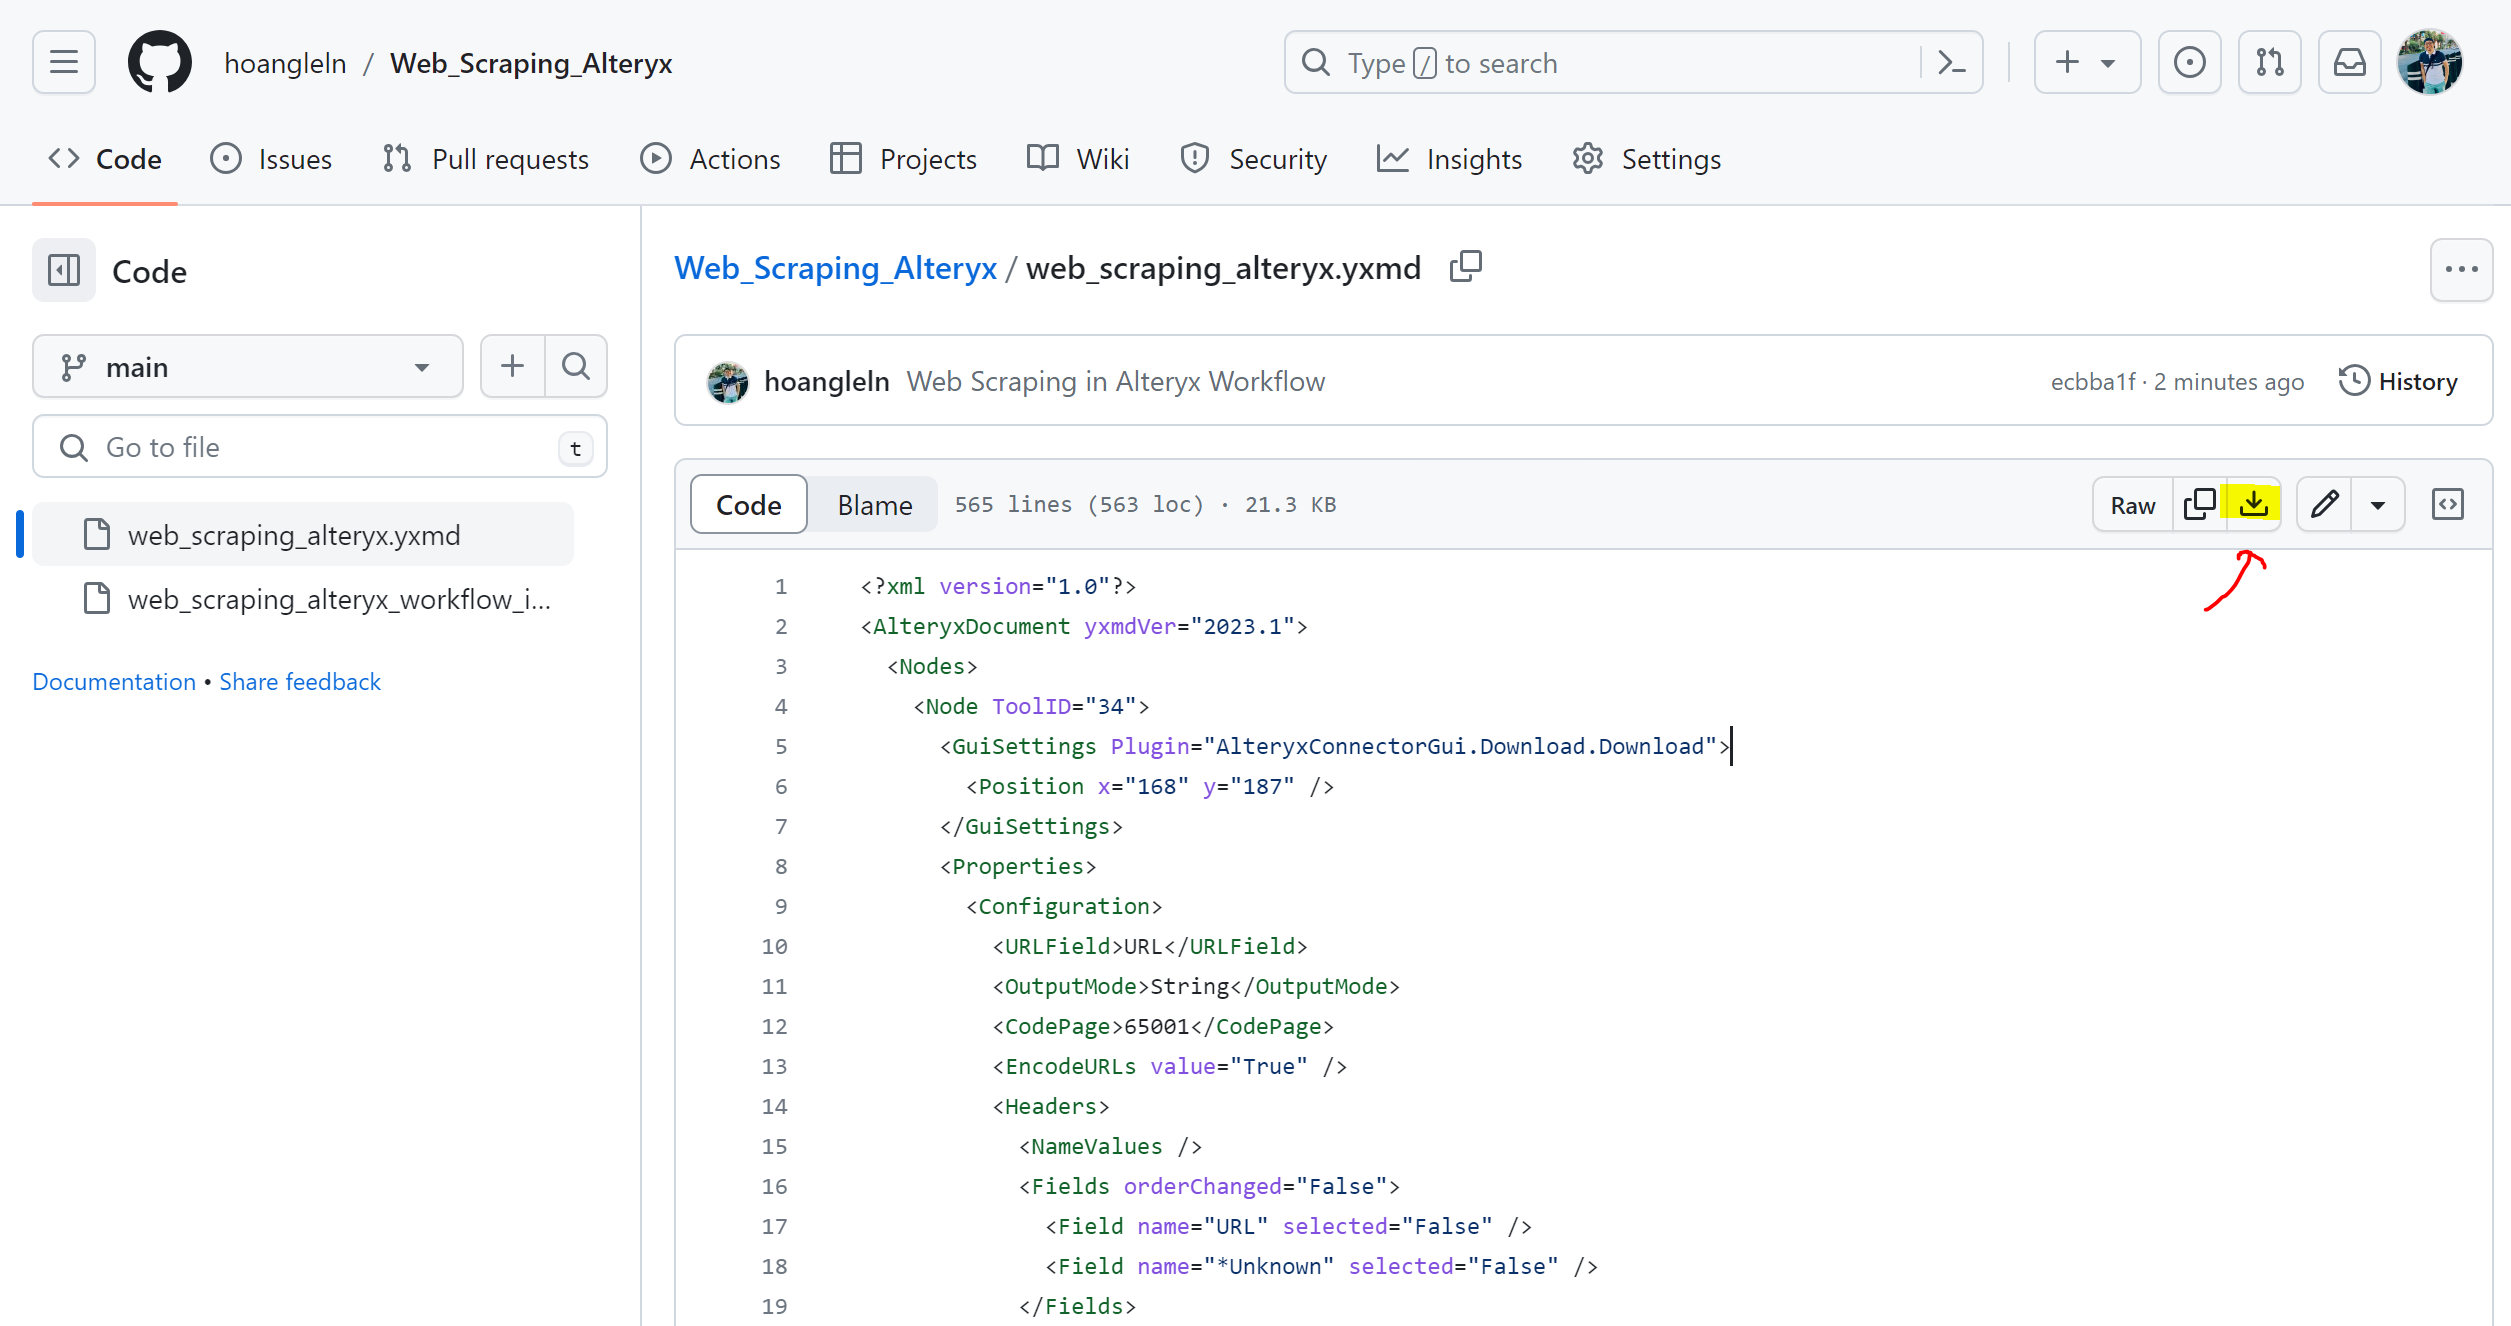 hoangleln / Web_Scraping_Alteryx
Type / to search
Code
Issues
Pull requests
Actions
Projects
Wiki
Security
Insights
Settings
Code
main
Go to file
t
web_scraping_alteryx.yxmd
web_scraping_alteryx_workflow_i...
Documentation • Share feedback
Web_Scraping_Alteryx / web_scraping_alteryx.yxmd
hoangleln Web Scraping in Alteryx Workflow
ecbba1f · 2 minutes ago
History
Code
Blame
565 lines (563 loc) · 21.3 KB
Raw
1 <?xml version="1.0"?>
2 <AlteryxDocument yxmdVer="2023.1">
3 <Nodes>
4 <Node ToolID="34">
5 <GuiSettings Plugin="AlteryxConnectorGui.Download.Download">
6 <Position x="168" y="187" />
7 </GuiSettings>
8 <Properties>
9 <Configuration>
10 <URLField>URL</URLField>
11 <OutputMode>String</OutputMode>
12 <CodePage>65001</CodePage>
13 <EncodeURLs value="True" />
14 <Headers>
15 <NameValues />
16 <Fields orderChanged="False">
17 <Field name="URL" selected="False" />
18 <Field name="*Unknown" selected="False" />
19 </Fields>